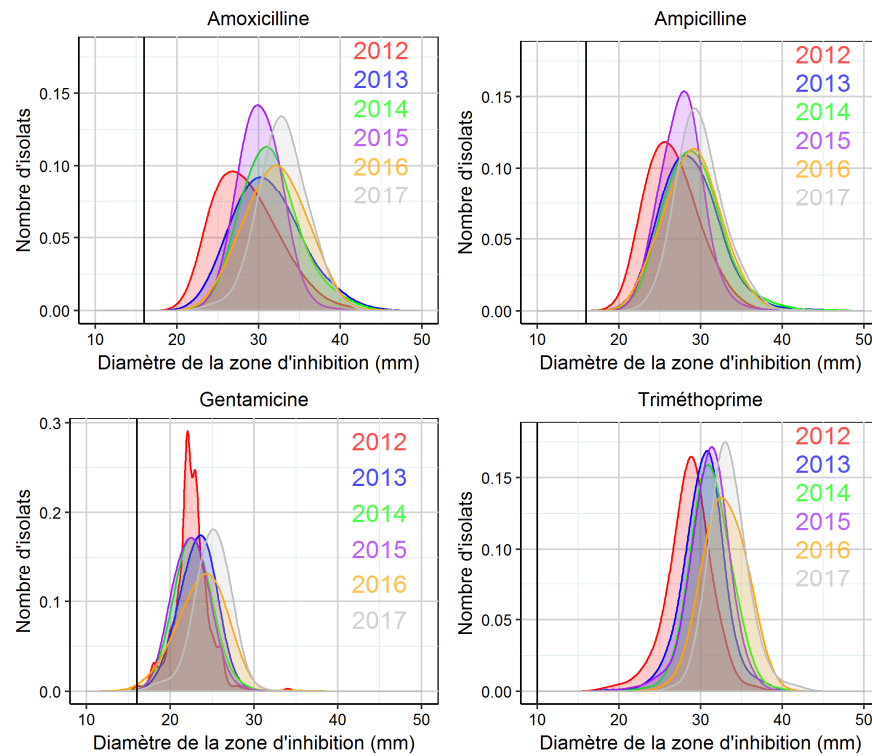 Amoxicilline
Nombre d'isolats
0.15
0.10
0.05
0.00
10 20 30 40 50
Diamètre de la zone d'inhibition (mm)
2012
2013
2014
2015
2016
2017
Ampicilline
Nombre d'isolats
0.15
0.10
0.05
0.00
10 20 30 40 50
Diamètre de la zone d'inhibition (mm)
2012
2013
2014
2015
2016
2017
Gentamicine
Nombre d'isolats
0.3
0.2
0.1
0.0
10 20 30 40 50
Diamètre de la zone d'inhibition (mm)
2012
2013
2014
2015
2016
2017
Triméthoprime
Nombre d'isolats
0.15
0.10
0.05
0.00
10 20 30 40 50
Diamètre de la zone d'inhibition (mm)
2012
2013
2014
2015
2016
2017